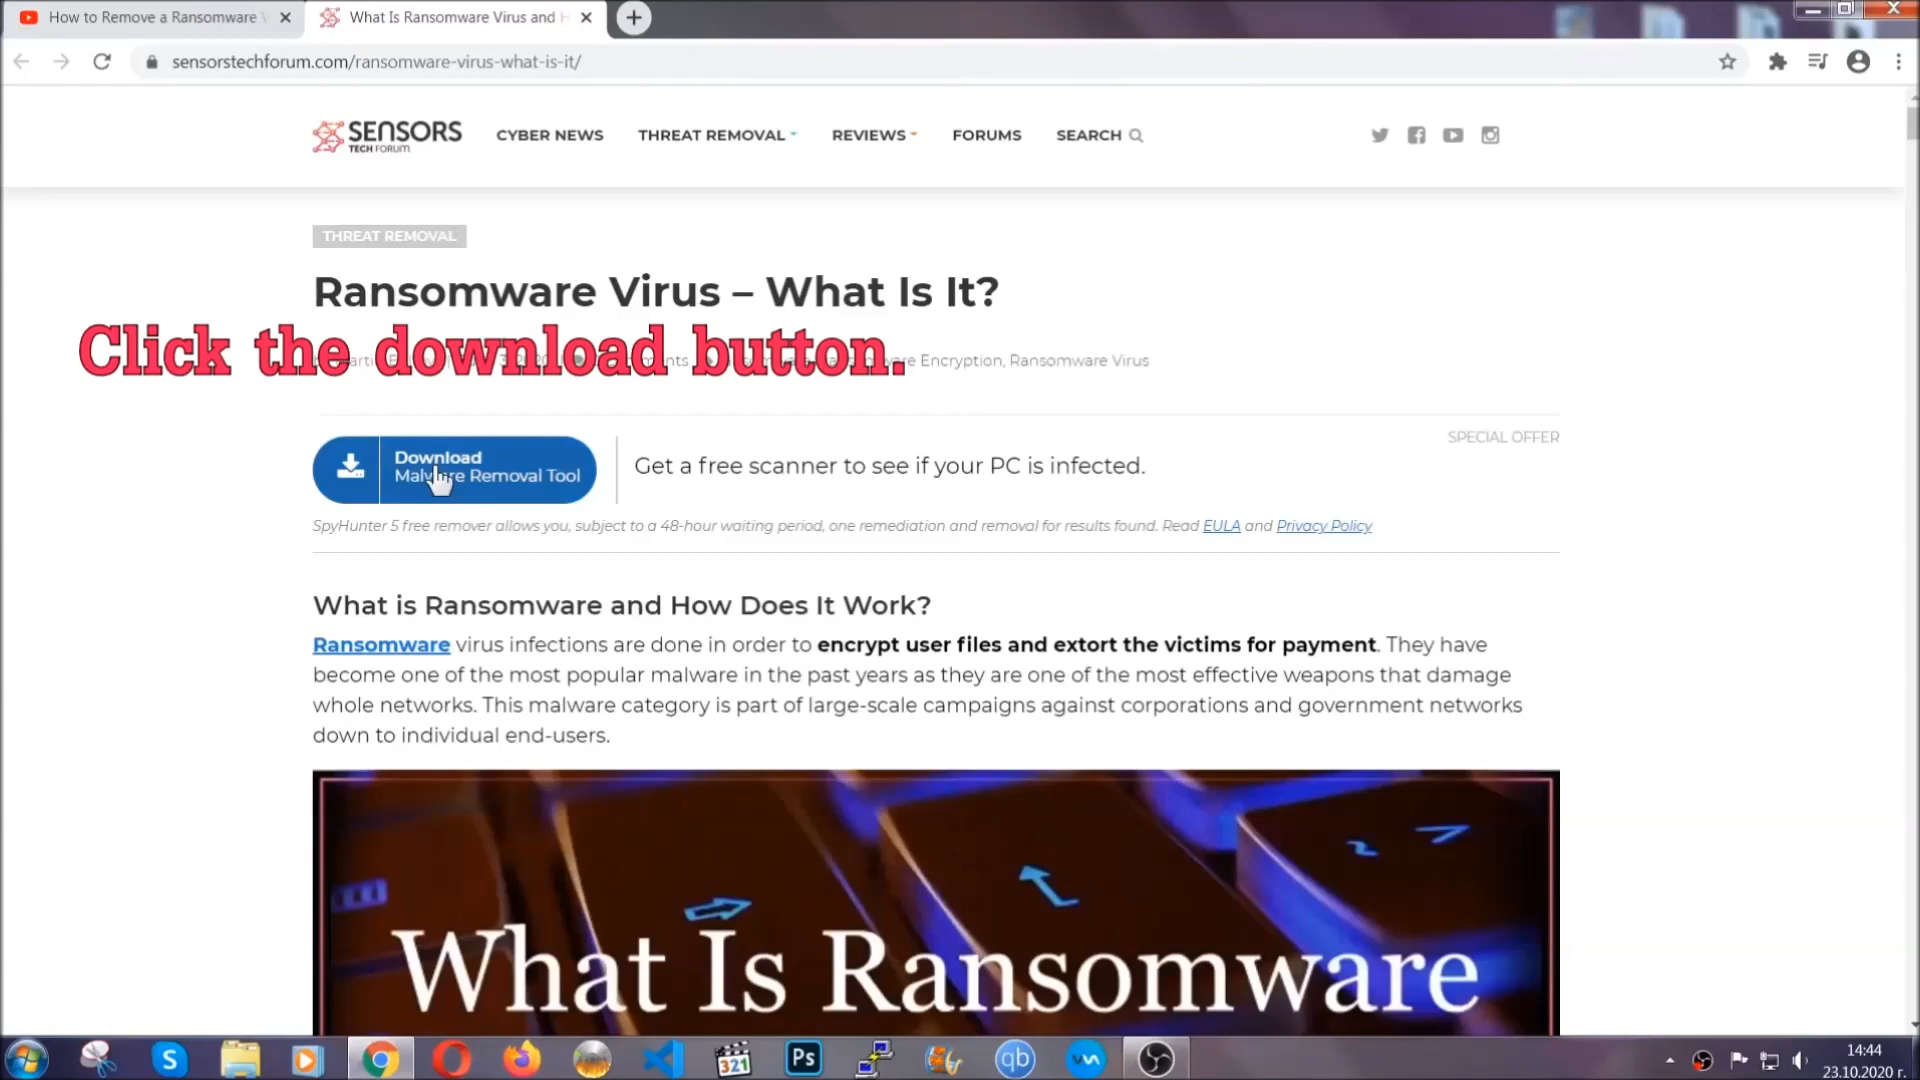 How to Remove a Ransomware
What Is Ransomware Virus and
sensorstechforum.com/ransomware-virus-what-is-it/
SENSORS
TECH FORUM
CYBER NEWS
THREAT REMOVAL
REVIEWS
FORUMS
SEARCH
THREAT REMOVAL
Ransomware Virus – What Is It?
Click the download button.
Encryption, Ransomware Virus
SPECIAL OFFER
Download
Malware Removal Tool
Get a free scanner to see if your PC is infected.
SpyHunter 5 free remover allows you, subject to a 48-hour waiting period, one remediation and removal for results found. Read EULA and Privacy Policy
What is Ransomware and How Does It Work?
Ransomware virus infections are done in order to encrypt user files and extort the victims for payment. They have
become one of the most popular malware in the past years as they are one of the most effective weapons that damage
whole networks. This malware category is part of large-scale campaigns against corporations and government networks
down to individual end-users.
What Is Ransomware
S
321
Ps
qb
14:44
23.10.2020 г.